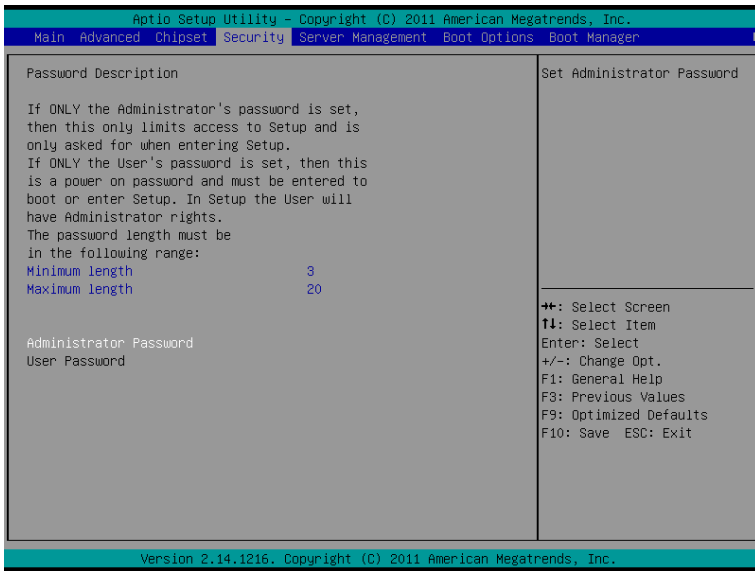 Aptio Setup Utility – Copyright (C) 2011 American Megatrends, Inc.
Main Advanced Chipset Security Server Management Boot Options Boot Manager
Password Description
If ONLY the Administrator's password is set,
then this only limits access to Setup and is
only asked for when entering Setup.
If ONLY the User's password is set, then this
is a power on password and must be entered to
boot or enter Setup. In Setup the User will
have Administrator rights.
The password length must be
in the following range:
Minimum length 3
Maximum length 20
Administrator Password
User Password
Set Administrator Password
→←: Select Screen
↑↓: Select Item
Enter: Select
+/-: Change Opt.
F1: General Help
F3: Previous Values
F9: Optimized Defaults
F10: Save ESC: Exit
Version 2.14.1216. Copyright (C) 2011 American Megatrends, Inc.